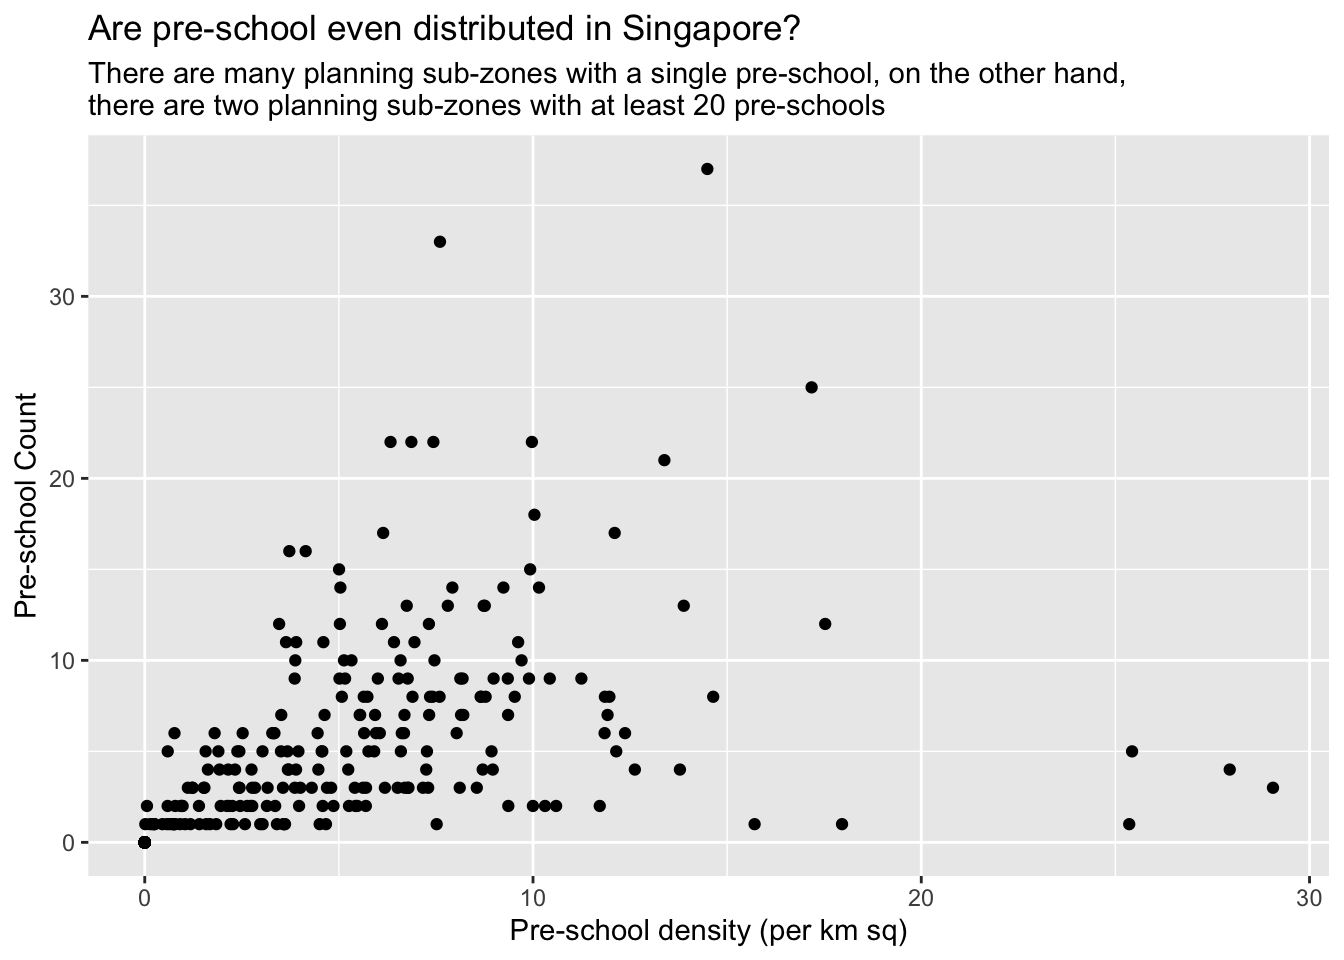 Are pre-school even distributed in Singapore?
There are many planning sub-zones with a single pre-school, on the other hand,
there are two planning sub-zones with at least 20 pre-schools
Pre-school Count
30
20
10
0
0
10
20
30
Pre-school density (per km sq)